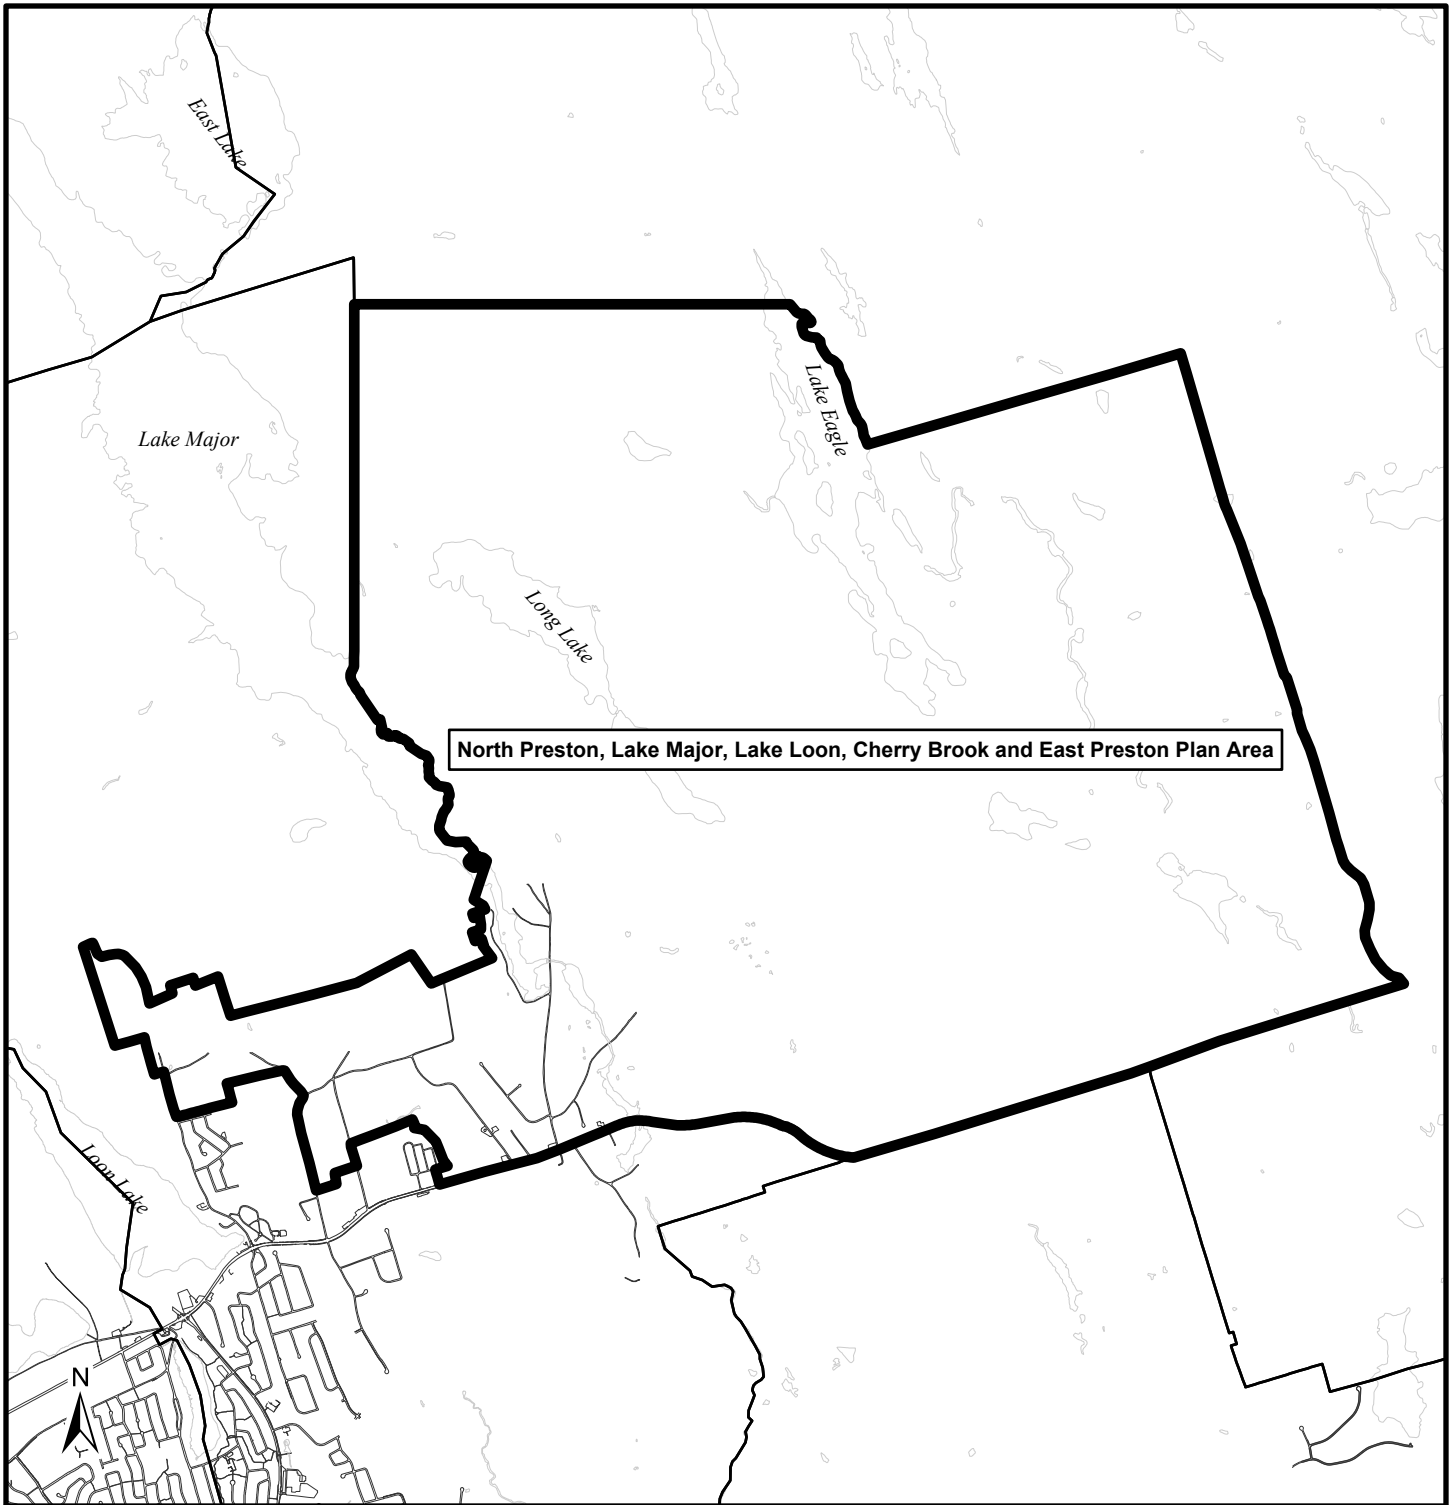 East Lake
Lake Major
Lake Eagle
Long Lake
North Preston, Lake Major, Lake Loon, Cherry Brook and East Preston Plan Area
Loon Lake
N